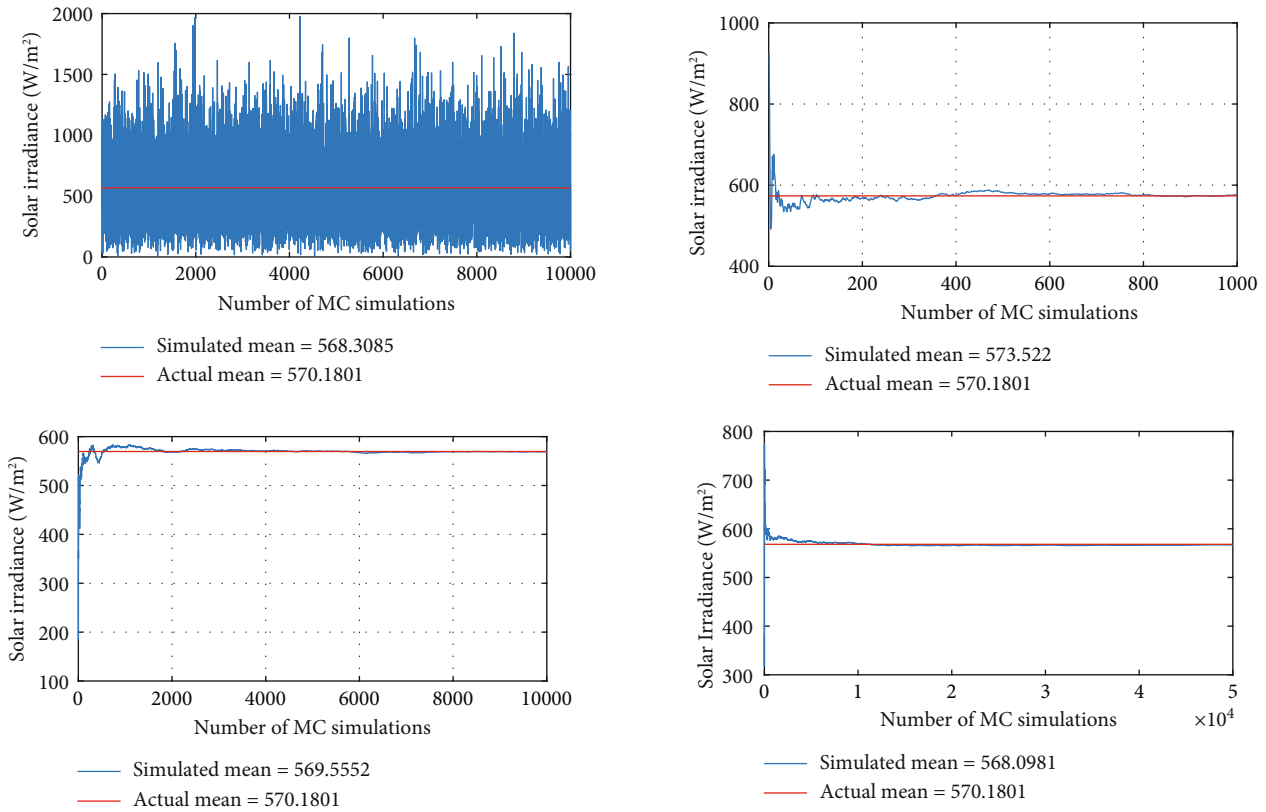 Solar irradiance (W/m²)
2000
1500
1000
500
0
0 2000 4000 6000 8000 10000
Number of MC simulations
Simulated mean = 568.3085
Actual mean = 570.1801
Solar irradiance (W/m²)
1000
800
600
400
0 200 400 600 800 1000
Number of MC simulations
Simulated mean = 573.522
Actual mean = 570.1801
Solar irradiance (W/m²)
600
500
400
300
200
100
0 2000 4000 6000 8000 10000
Number of MC simulations
Simulated mean = 569.5552
Actual mean = 570.1801
Solar Irradiance (W/m²)
800
700
600
500
400
300
0 1 2 3 4 5
Number of MC simulations
×10⁴
Simulated mean = 568.0981
Actual mean = 570.1801